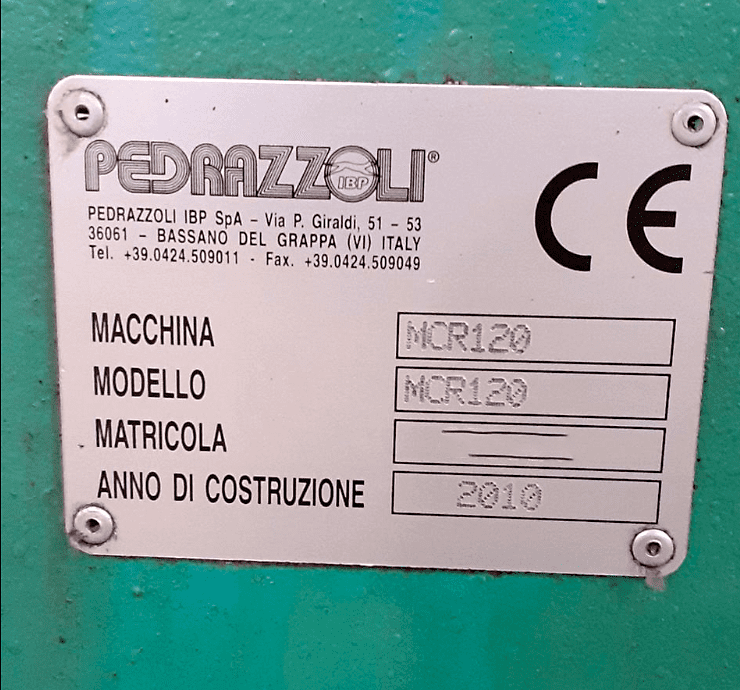 PEDRAZZOLI®
IBP
PEDRAZZOLI IBP SpA – Via P. Giraldi, 51 – 53
36061 – BASSANO DEL GRAPPA (VI) ITALY
Tel. +39.0424.509011 - Fax. +39.0424.509049
CE
MACCHINA MCR120
MODELLO MCR120
MATRICOLA
ANNO DI COSTRUZIONE 2010